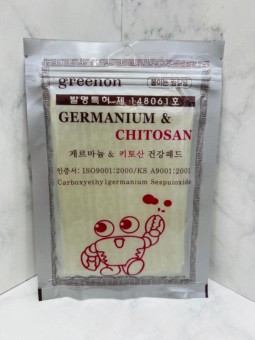 greenon
발명특허 제 148061호
GERMANIUM &
CHITOSAN
게르마늄 & 키토산 건강패드
인증서: ISO9001:2000/KS A9001:2001
Carboxyethylgermanium Sesquioxide